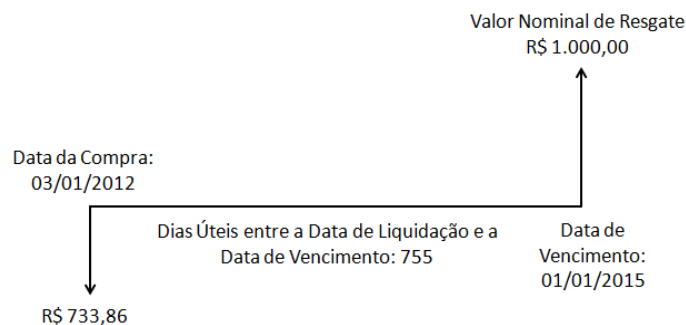 Valor Nominal de Resgate
R$ 1.000,00
Data da Compra:
03/01/2012
Dias Úteis entre a Data de Liquidação e a
Data de Vencimento: 755
Data de
Vencimento:
01/01/2015
R$ 733,86